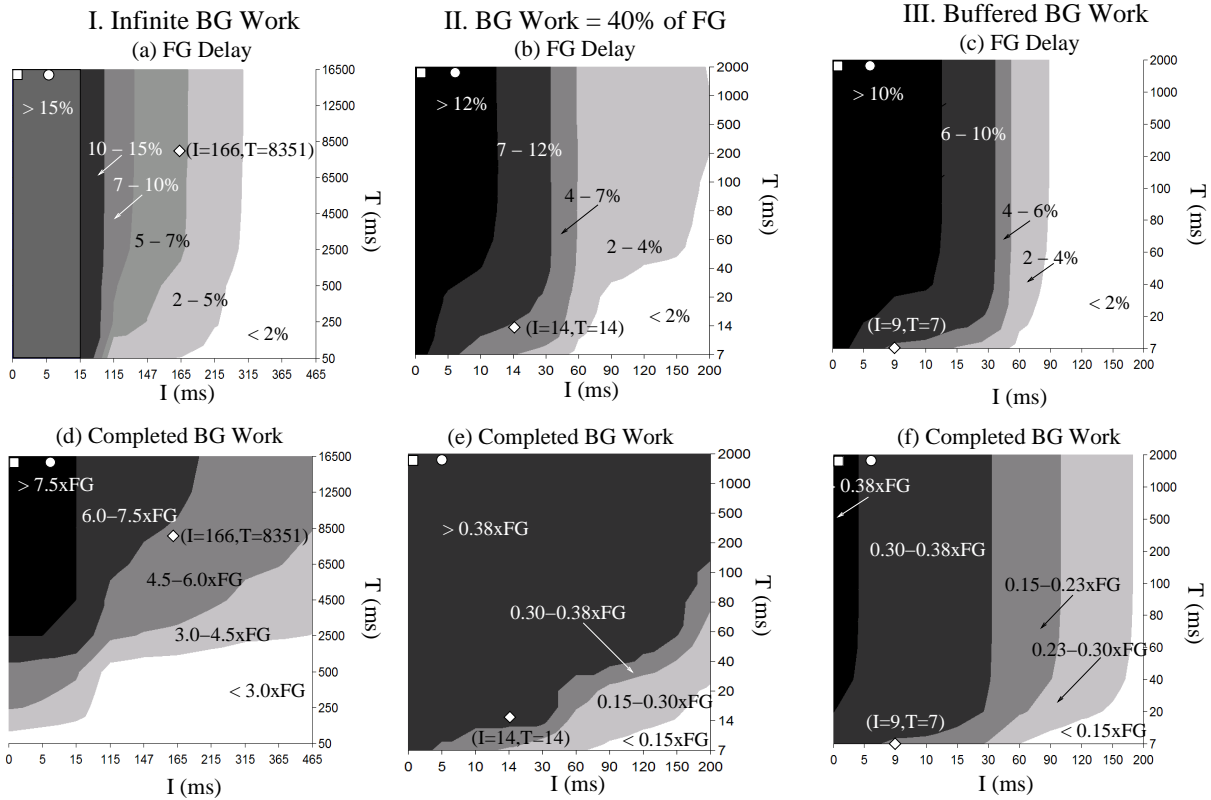 I. Infinite BG Work
II. BG Work = 40% of FG
III. Buffered BG Work
(a) FG Delay
> 15%
10 – 15%
7 – 10%
5 – 7%
2 – 5%
< 2%
(I=166,T=8351)
16500
12500
8500
6500
4500
2500
500
250
50
T (ms)
0 5 15 115 147 165 245 315 365 465
I (ms)
(b) FG Delay
> 12%
7 – 12%
4 – 7%
2 – 4%
< 2%
(I=14,T=14)
2000
1000
500
200
100
80
60
40
20
14
7
T (ms)
0 5 10 14 30 60 90 120 150 200
I (ms)
(c) FG Delay
> 10%
6 – 10%
4 – 6%
2 – 4%
< 2%
(I=9,T=7)
2000
1000
500
200
100
80
60
40
20
7
T (ms)
0 5 9 15 30 60 90 120 150 200
I (ms)
(d) Completed BG Work
> 7.5xFG
6.0–7.5xFG
(I=166,T=8351)
4.5–6.0xFG
3.0–4.5xFG
< 3.0xFG
16500
12500
8500
6500
4500
2500
500
250
50
T (ms)
0 5 15 115 147 165 245 315 365 465
I (ms)
(e) Completed BG Work
> 0.38xFG
0.30–0.38xFG
0.15–0.30xFG
(I=14,T=14)
< 0.15xFG
2000
1000
500
200
100
80
60
40
20
14
7
T (ms)
0 5 10 14 30 60 90 120 150 200
I (ms)
(f) Completed BG Work
0.38xFG
0.30–0.38xFG
0.15–0.23xFG
0.23–0.30xFG
(I=9,T=7)
< 0.15xFG
2000
1000
500
200
100
80
60
40
20
7
T (ms)
0 5 9 15 30 60 90 120 150 200
I (ms)